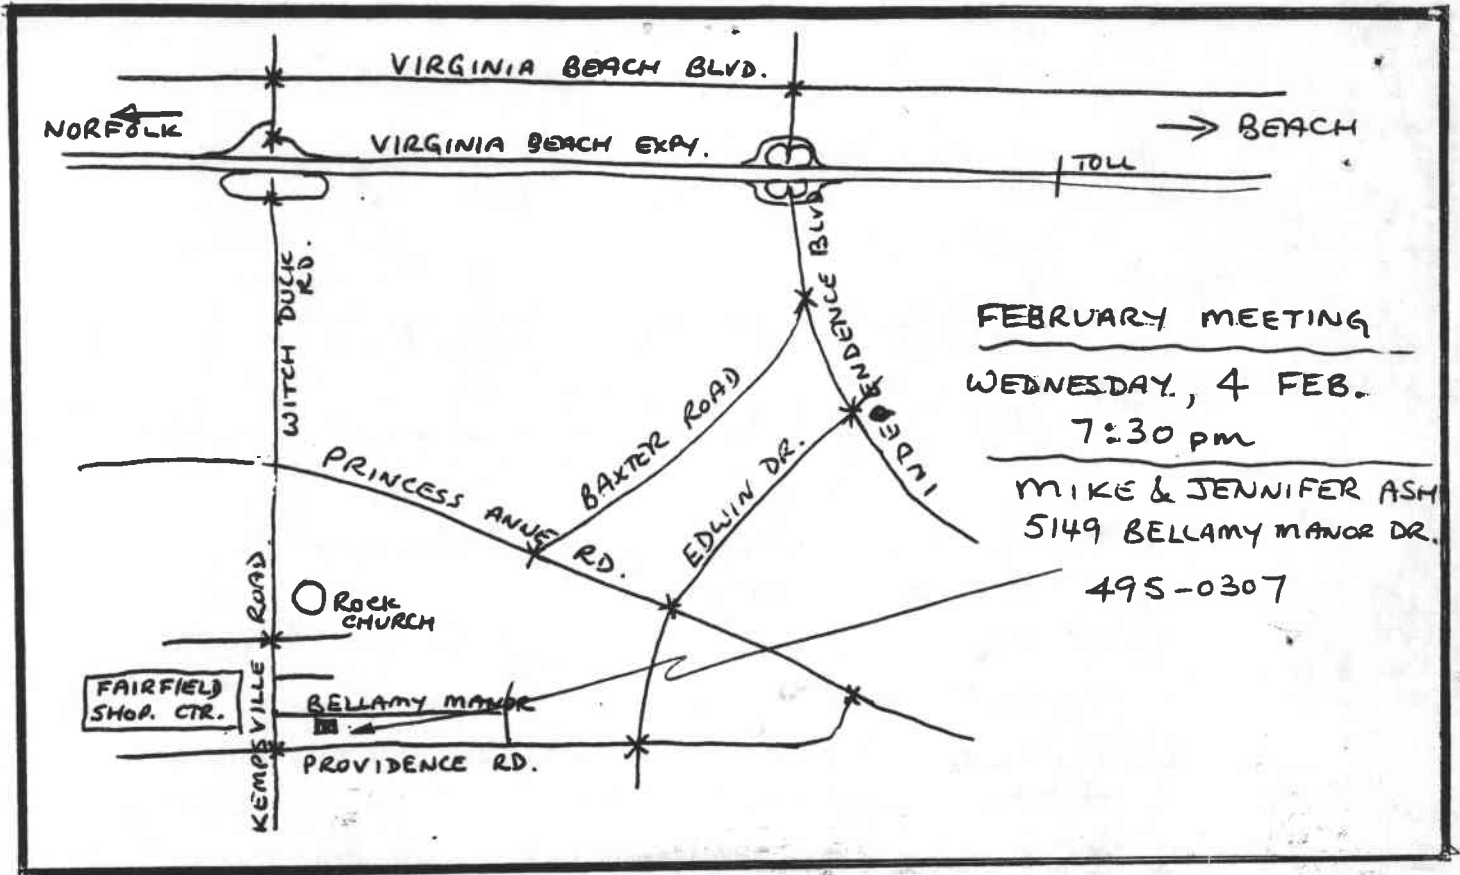 VIRGINIA BEACH BLVD.
NORFOLK
VIRGINIA BEACH EXPY.
BEACH
TOLL
WITCH DUCK
RD.
INDEPENDENCE BLVD
FEBRUARY MEETING
WEDNESDAY, 4 FEB.
7:30 pm
MIKE & JENNIFER ASH
5149 BELLAMY MANOR DR.
495-0307
PRINCESS ANNE RD.
BAXTER ROAD
EDWIN DR.
KEMPSVILLE ROAD
ROCK
CHURCH
FAIRFIELD
SHOP. CTR.
BELLAMY MANOR
PROVIDENCE RD.